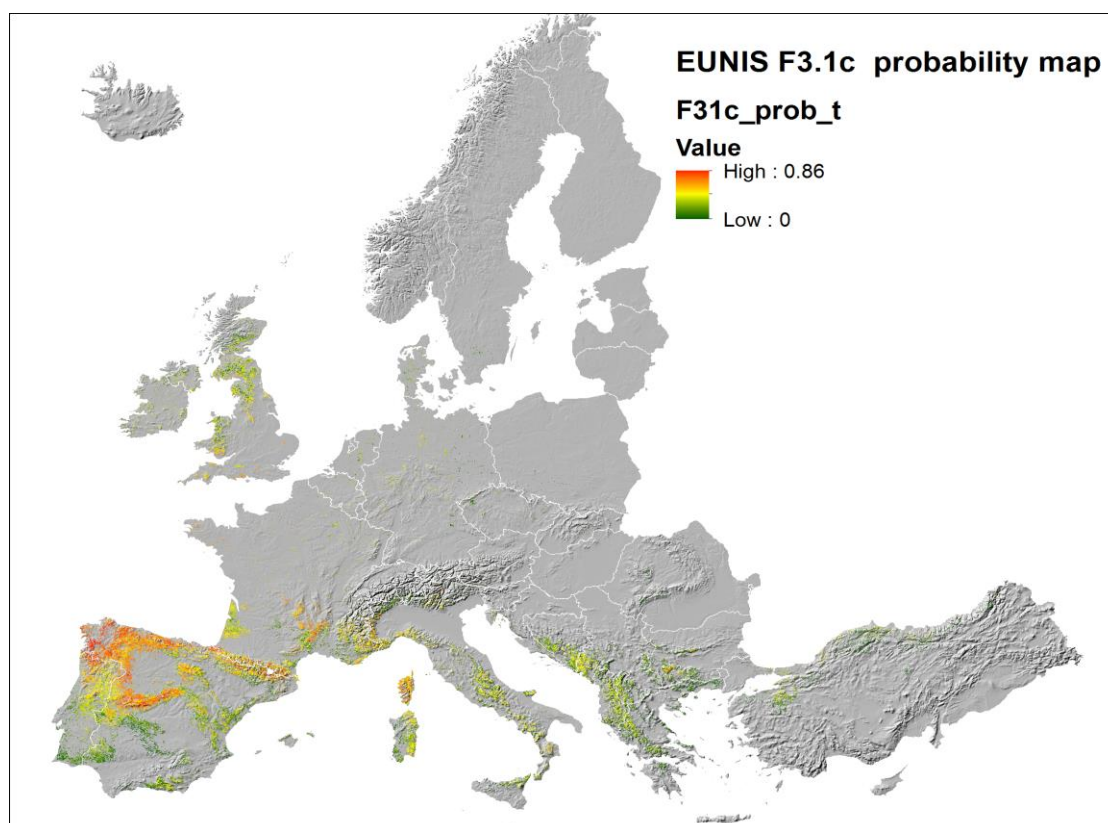 EUNIS F3.1c probability map
F31c_prob_t
Value
High : 0.86
Low : 0